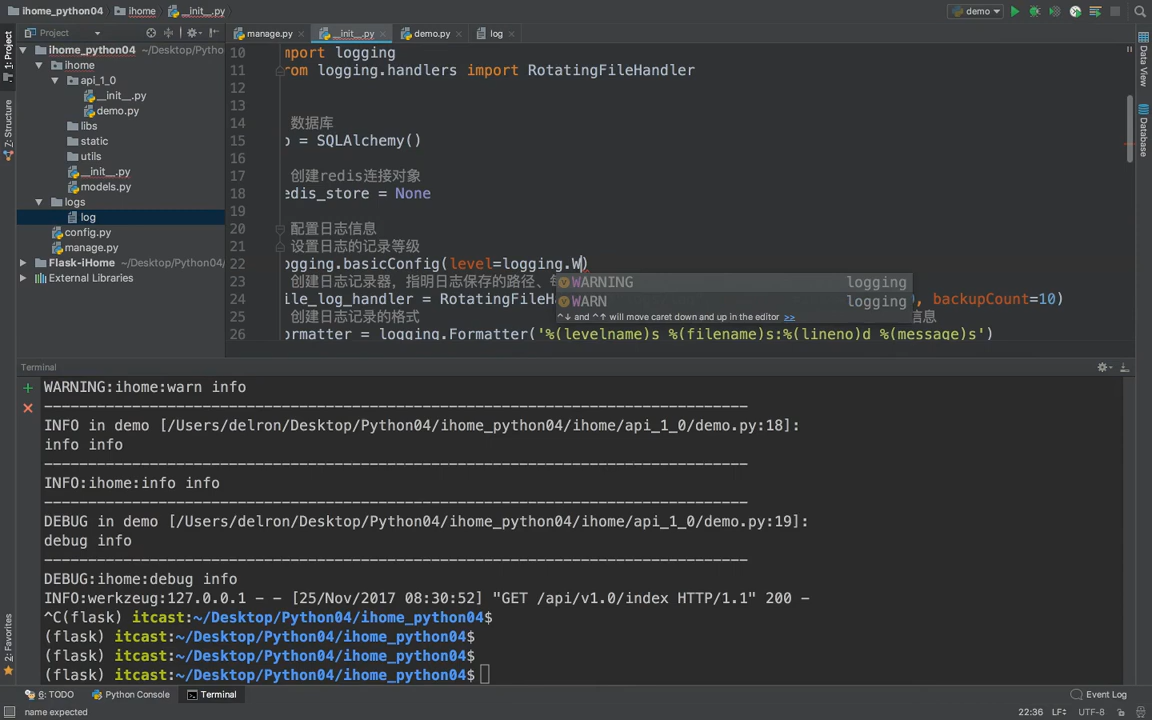 ihome_python04 ihome __init__.py
demo
Project
manage.py
__init__.py
demo.py
log
1: Project
Z: Structure
2: Favorites
Data View
Database
ihome_python04 ~/Desktop/Pytho
ihome
api_1_0
__init__.py
demo.py
libs
static
utils
__init__.py
models.py
logs
log
config.py
manage.py
Flask-iHome
External Libraries
10 mport logging
11 rom logging.handlers import RotatingFileHandler
12
13
14 数据库
15 = SQLAlchemy()
16
17 创建redis连接对象
18 edis_store = None
19
20 配置日志信息
21 设置日志的记录等级
22 ogging.basicConfig(level=logging.W)
23 创建日志记录器，指明日志保存的路径、
WARNING logging
24 ile_log_handler = RotatingFileH , backupCount=10)
WARN logging
25 创建日志记录的格式 信息
^↓ and ^↑ will move caret down and up in the editor >>
26 ormatter = logging.Formatter('%(levelname)s %(filename)s:%(lineno)d %(message)s')
Terminal
WARNING:ihome:warn info
--------------------------------------------------------------------------------
INFO in demo [/Users/delron/Desktop/Python04/ihome_python04/ihome/api_1_0/demo.py:18]:
info info
--------------------------------------------------------------------------------
INFO:ihome:info info
--------------------------------------------------------------------------------
DEBUG in demo [/Users/delron/Desktop/Python04/ihome_python04/ihome/api_1_0/demo.py:19]:
debug info
--------------------------------------------------------------------------------
DEBUG:ihome:debug info
INFO:werkzeug:127.0.0.1 - - [25/Nov/2017 08:30:52] "GET /api/v1.0/index HTTP/1.1" 200 -
^C(flask) itcast:~/Desktop/Python04/ihome_python04$
(flask) itcast:~/Desktop/Python04/ihome_python04$
(flask) itcast:~/Desktop/Python04/ihome_python04$
(flask) itcast:~/Desktop/Python04/ihome_python04$
6: TODO Python Console Terminal Event Log
name expected 22:36 LF÷ UTF-8÷